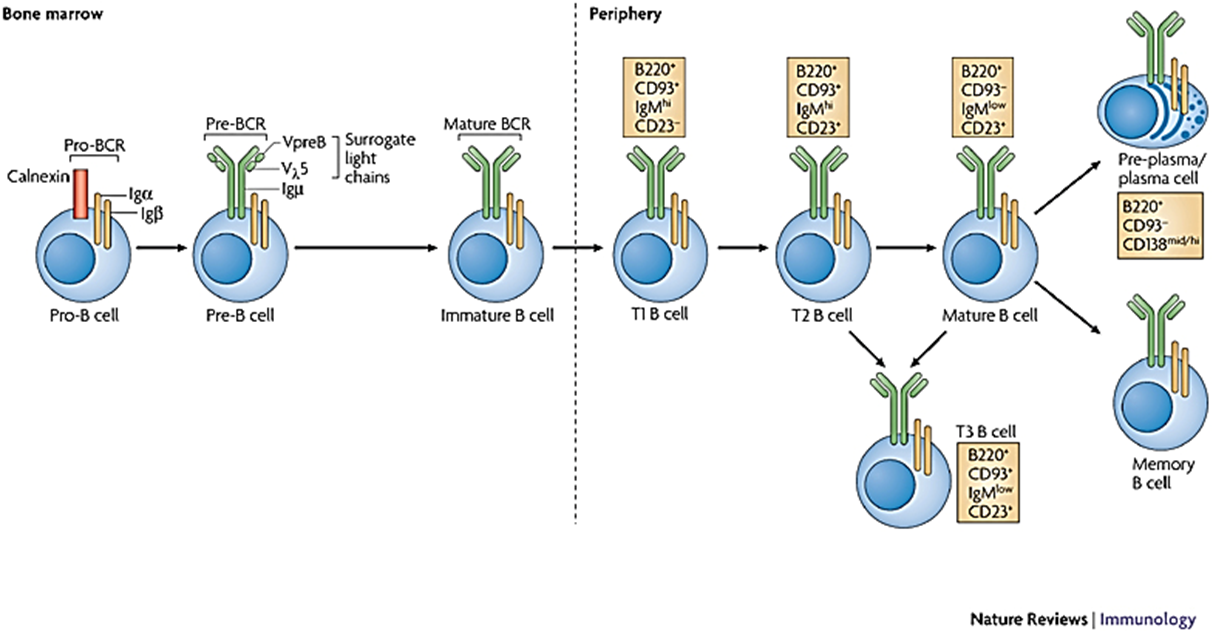 Bone marrow
Periphery
Pro-BCR
Calnexin
Igα
Igβ
Pro-B cell
Pre-BCR
VpreB
Vλ5
Igμ
Surrogate
light
chains
Pre-B cell
Mature BCR
Immature B cell
B220⁺
CD93⁺
IgMʰⁱ
CD23⁻
T1 B cell
B220⁺
CD93⁺
IgMʰⁱ
CD23⁺
T2 B cell
B220⁺
CD93⁻
IgMˡᵒʷ
CD23⁺
Mature B cell
Pre-plasma/
plasma cell
B220⁺
CD93⁻
CD138ᵐⁱᵈ/ʰⁱ
T3 B cell
B220⁺
CD93⁺
IgMˡᵒʷ
CD23⁺
Memory
B cell
Nature Reviews | Immunology